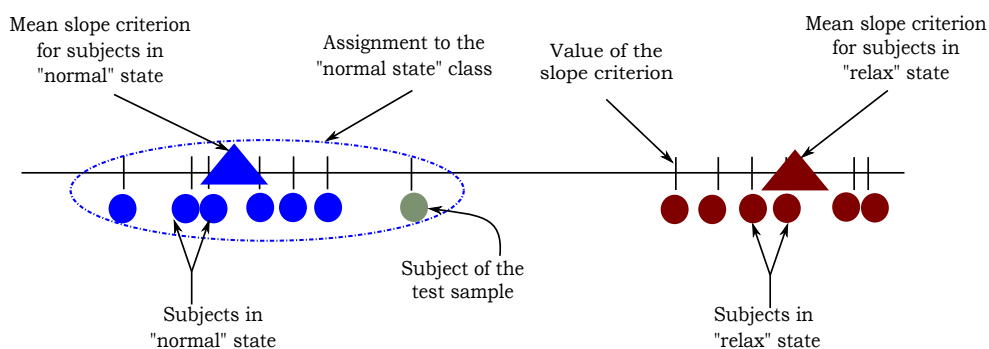 Mean slope criterion
for subjects in
"normal" state
Assignment to the
"normal state" class
Value of the
slope criterion
Mean slope criterion
for subjects in
"relax" state
Subject of the
test sample
Subjects in
"normal" state
Subjects in
"relax" state